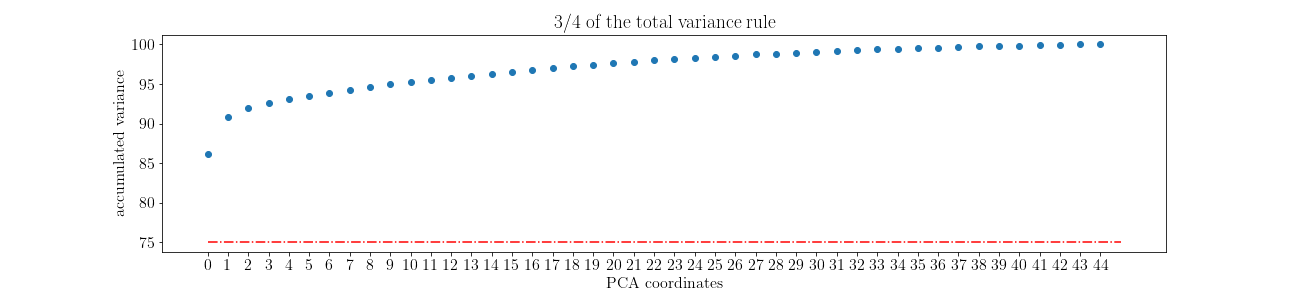 3/4 of the total variance rule
100
95
90
85
80
75
accumulated variance
0 1 2 3 4 5 6 7 8 9 10 11 12 13 14 15 16 17 18 19 20 21 22 23 24 25 26 27 28 29 30 31 32 33 34 35 36 37 38 39 40 41 42 43 44
PCA coordinates